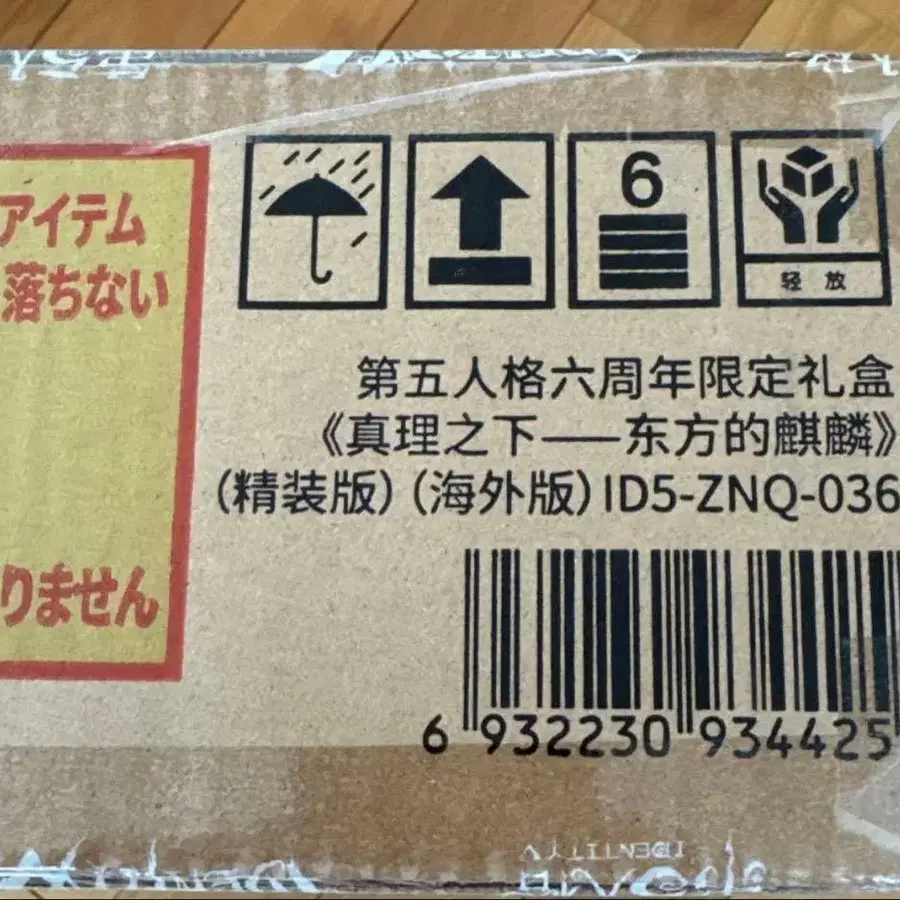 アイテム
落ちない
りません
6
轻放
第五人格六周年限定礼盒
《真理之下——东方的麒麟》
(精装版)(海外版)ID5-ZNQ-036
6 932230 934425
IDENTITY V